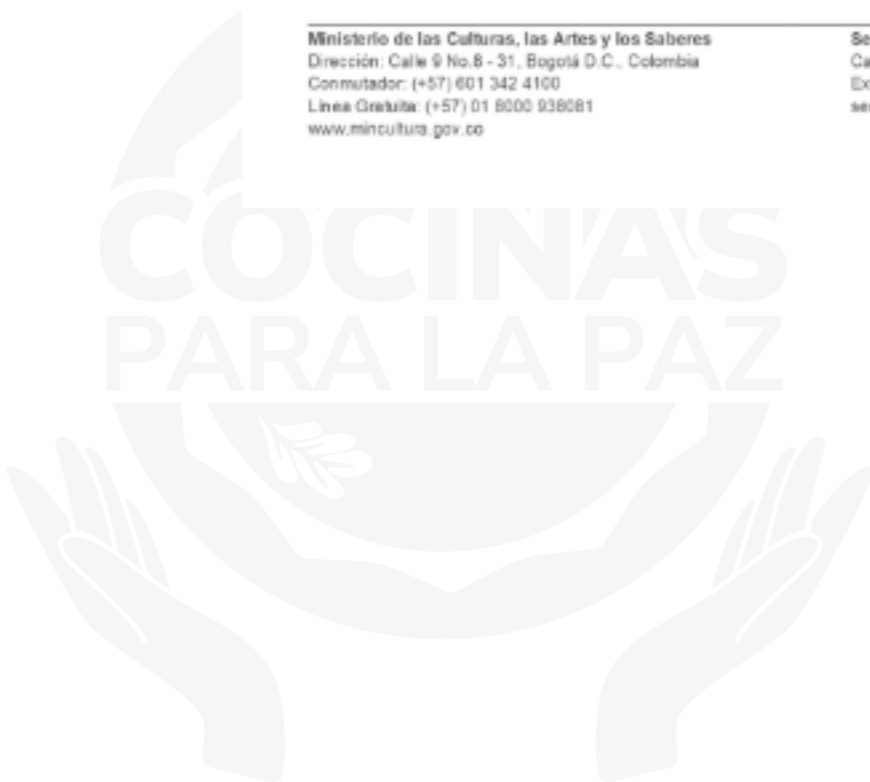 Ministerio de las Culturas, las Artes y los Saberes
Dirección: Calle 9 No.8 - 31, Bogotá D.C., Colombia
Conmutador: (+57) 601 342 4100
Línea Gratuita: (+57) 01 8000 938081
www.mincultura.gov.co
COCINAS
PARA LA PAZ